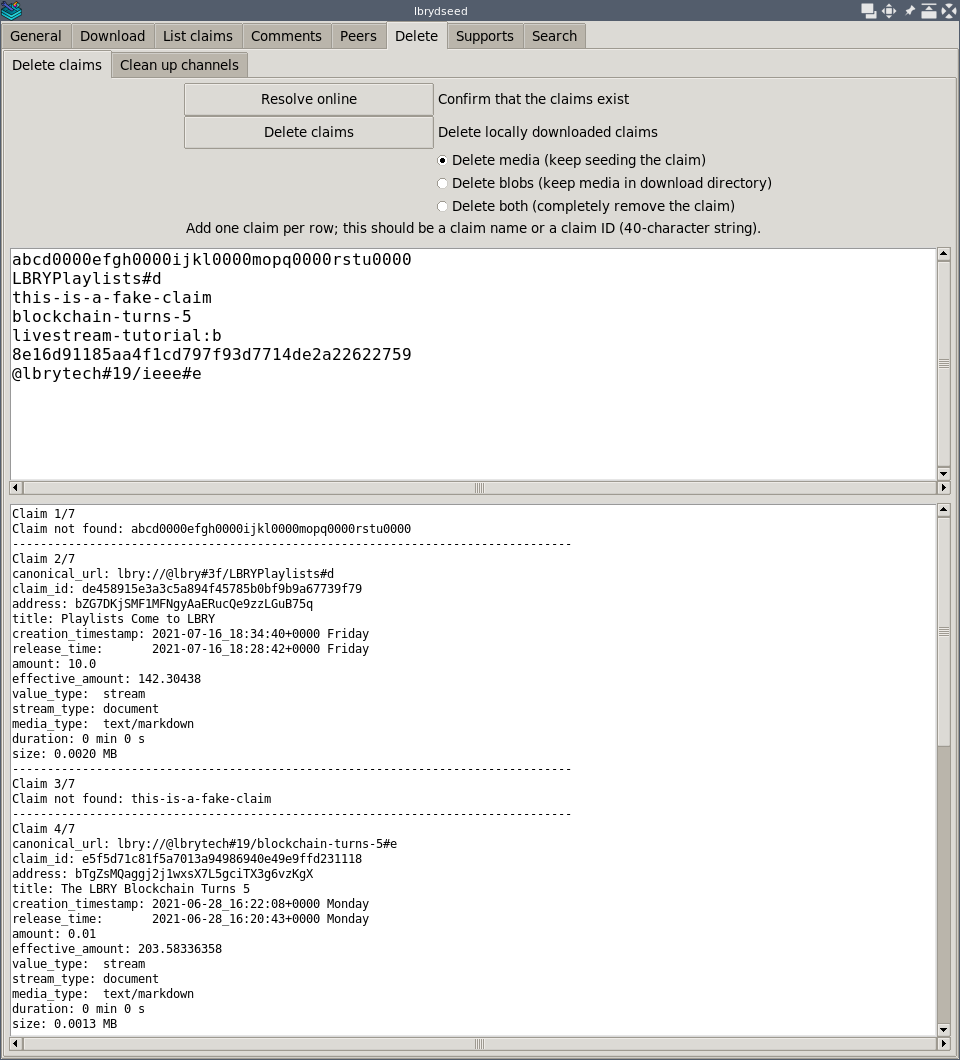 lbrydseed
General Download List claims Comments Peers Delete Supports Search
Delete claims Clean up channels
Resolve online Confirm that the claims exist
Delete claims Delete locally downloaded claims
Delete media (keep seeding the claim)
Delete blobs (keep media in download directory)
Delete both (completely remove the claim)
Add one claim per row; this should be a claim name or a claim ID (40-character string).
abcd0000efgh0000ijkl0000mopq0000rstu0000
LBRYPlaylists#d
this-is-a-fake-claim
blockchain-turns-5
livestream-tutorial:b
8e16d91185aa4f1cd797f93d7714de2a22622759
@lbrytech#19/ieee#e
Claim 1/7
Claim not found: abcd0000efgh0000ijkl0000mopq0000rstu0000
--------------------------------------------------------------------------------
Claim 2/7
canonical_url: lbry://@lbry#3f/LBRYPlaylists#d
claim_id: de458915e3a3c5a894f45785b0bf9b9a67739f79
address: bZG7DKjSMF1MFNgyAaERucQe9zzLGuB75q
title: Playlists Come to LBRY
creation_timestamp: 2021-07-16_18:34:40+0000 Friday
release_time:       2021-07-16_18:28:42+0000 Friday
amount: 10.0
effective_amount: 142.30438
value_type:  stream
stream_type: document
media_type:  text/markdown
duration: 0 min 0 s
size: 0.0020 MB
--------------------------------------------------------------------------------
Claim 3/7
Claim not found: this-is-a-fake-claim
--------------------------------------------------------------------------------
Claim 4/7
canonical_url: lbry://@lbrytech#19/blockchain-turns-5#e
claim_id: e5f5d71c81f5a7013a94986940e49e9ffd231118
address: bTgZsMQaggj2j1wxsX7L5gciTX3g6vzKgX
title: The LBRY Blockchain Turns 5
creation_timestamp: 2021-06-28_16:22:08+0000 Monday
release_time:       2021-06-28_16:20:43+0000 Monday
amount: 0.01
effective_amount: 203.58336358
value_type:  stream
stream_type: document
media_type:  text/markdown
duration: 0 min 0 s
size: 0.0013 MB